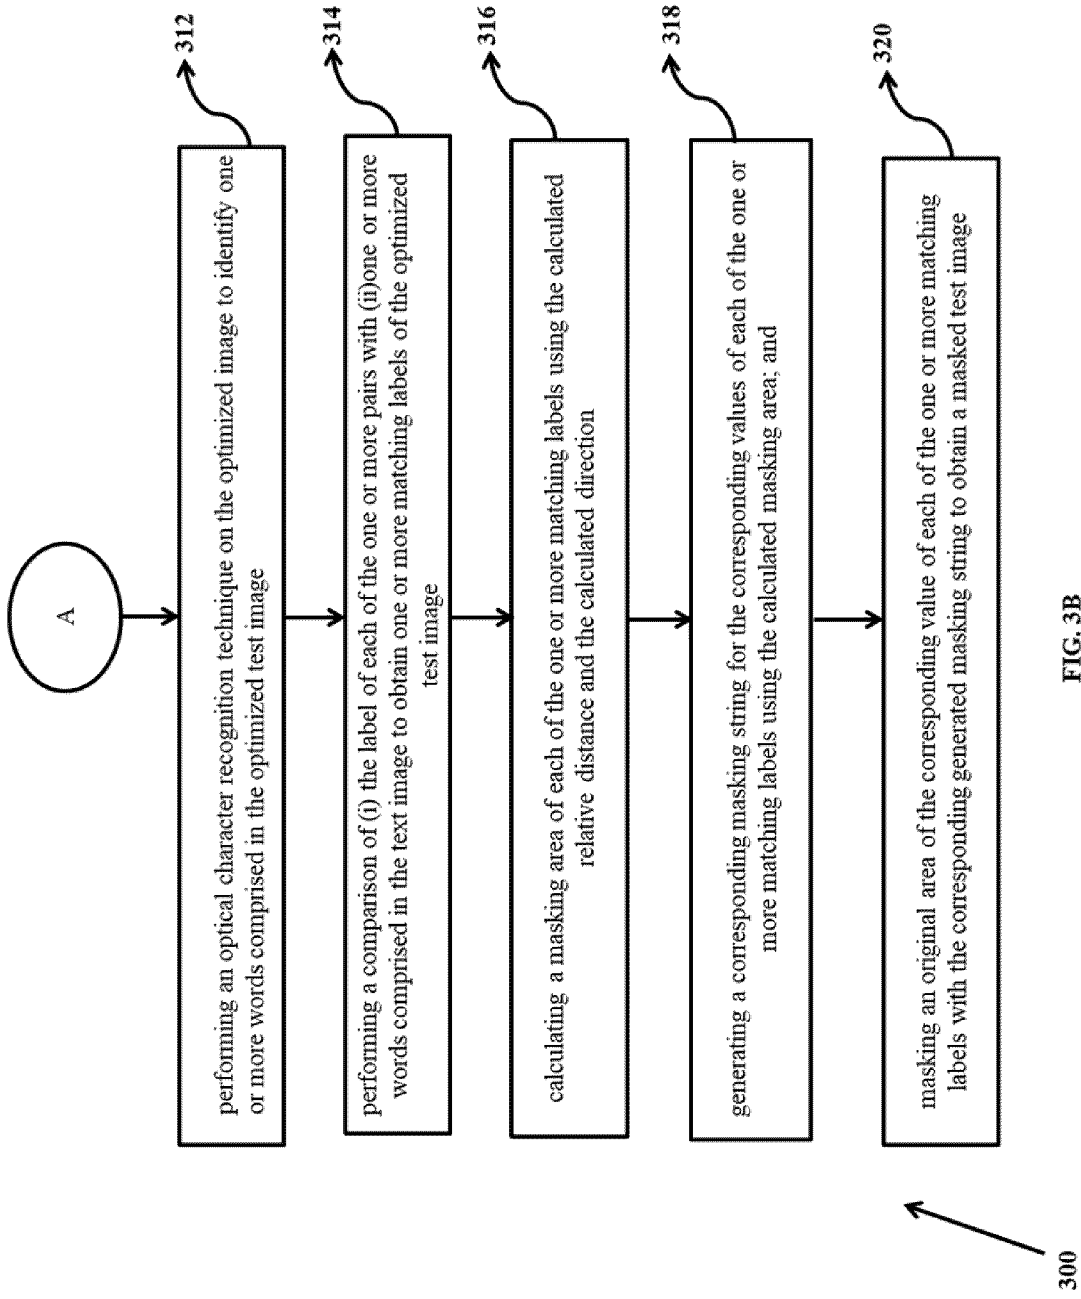 A
312
performing an optical character recognition technique on the optimized image to identify one
or more words comprised in the optimized test image
314
performing a comparison of (i) the label of each of the one or more pairs with (ii)one or more
words comprised in the text image to obtain one or more matching labels of the optimized
test image
316
calculating a masking area of each of the one or more matching labels using the calculated
relative distance and the calculated direction
318
generating a corresponding masking string for the corresponding values of each of the one or
more matching labels using the calculated masking area; and
320
masking an original area of the corresponding value of each of the one or more matching
labels with the corresponding generated masking string to obtain a masked test image
300
FIG. 3B